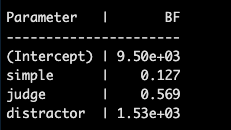 Parameter   |       BF
----------------------
(Intercept) | 9.50e+03
simple      |    0.127
judge       |    0.569
distractor  | 1.53e+03